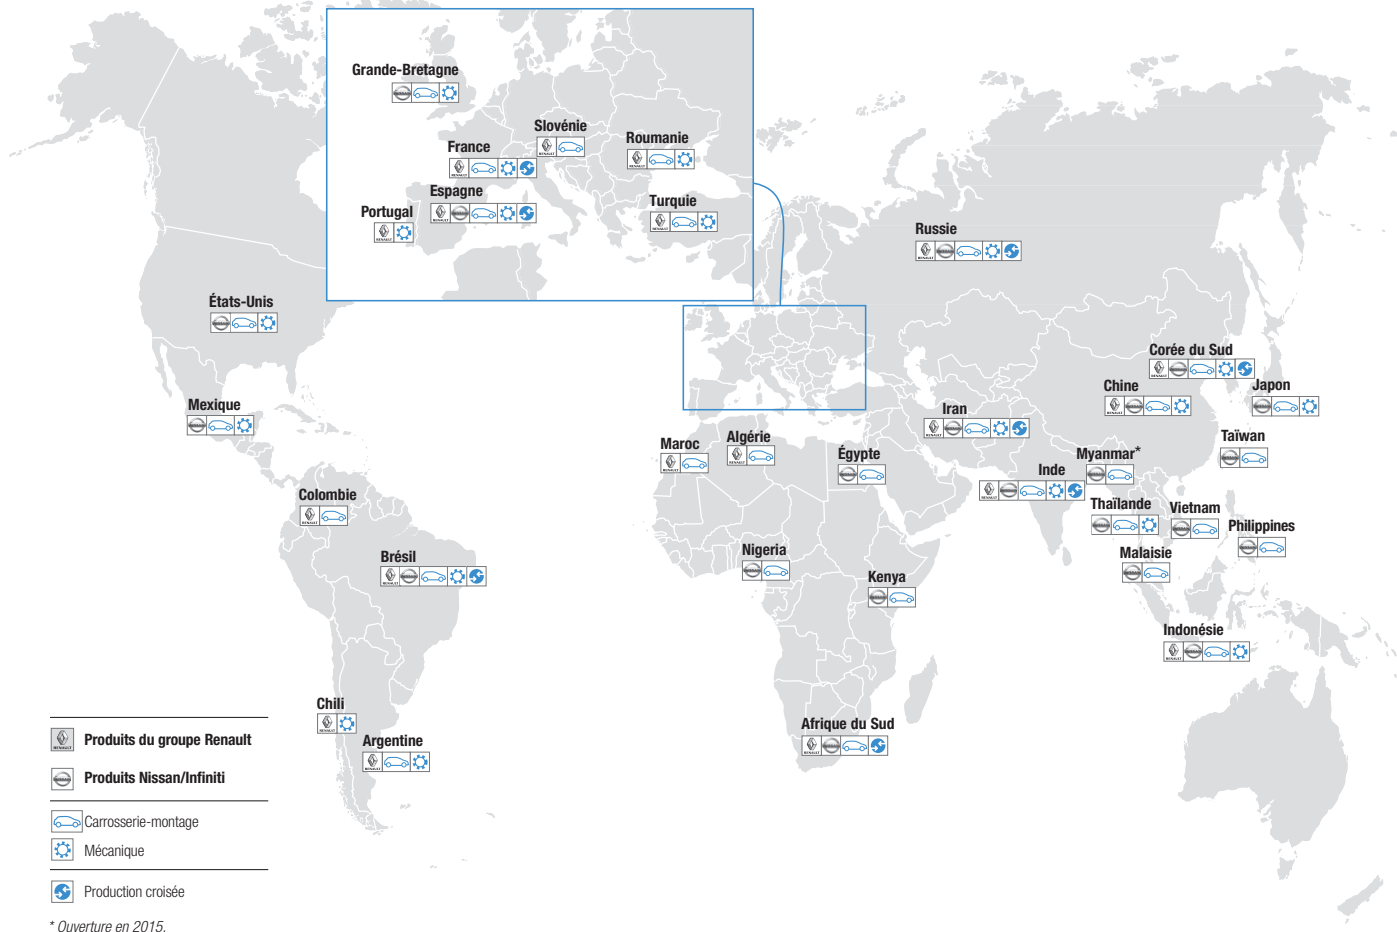 Grande-Bretagne
Slovénie
Roumanie
France
Espagne
Turquie
Portugal
Russie
États-Unis
Corée du Sud
Chine
Japon
Mexique
Iran
Maroc
Algérie
Égypte
Taïwan
Myanmar*
Inde
Colombie
Thaïlande
Vietnam
Philippines
Brésil
Nigeria
Malaisie
Kenya
Indonésie
Chili
Afrique du Sud
Argentine
Produits du groupe Renault
Produits Nissan/Infiniti
Carrosserie-montage
Mécanique
Production croisée
* Ouverture en 2015.